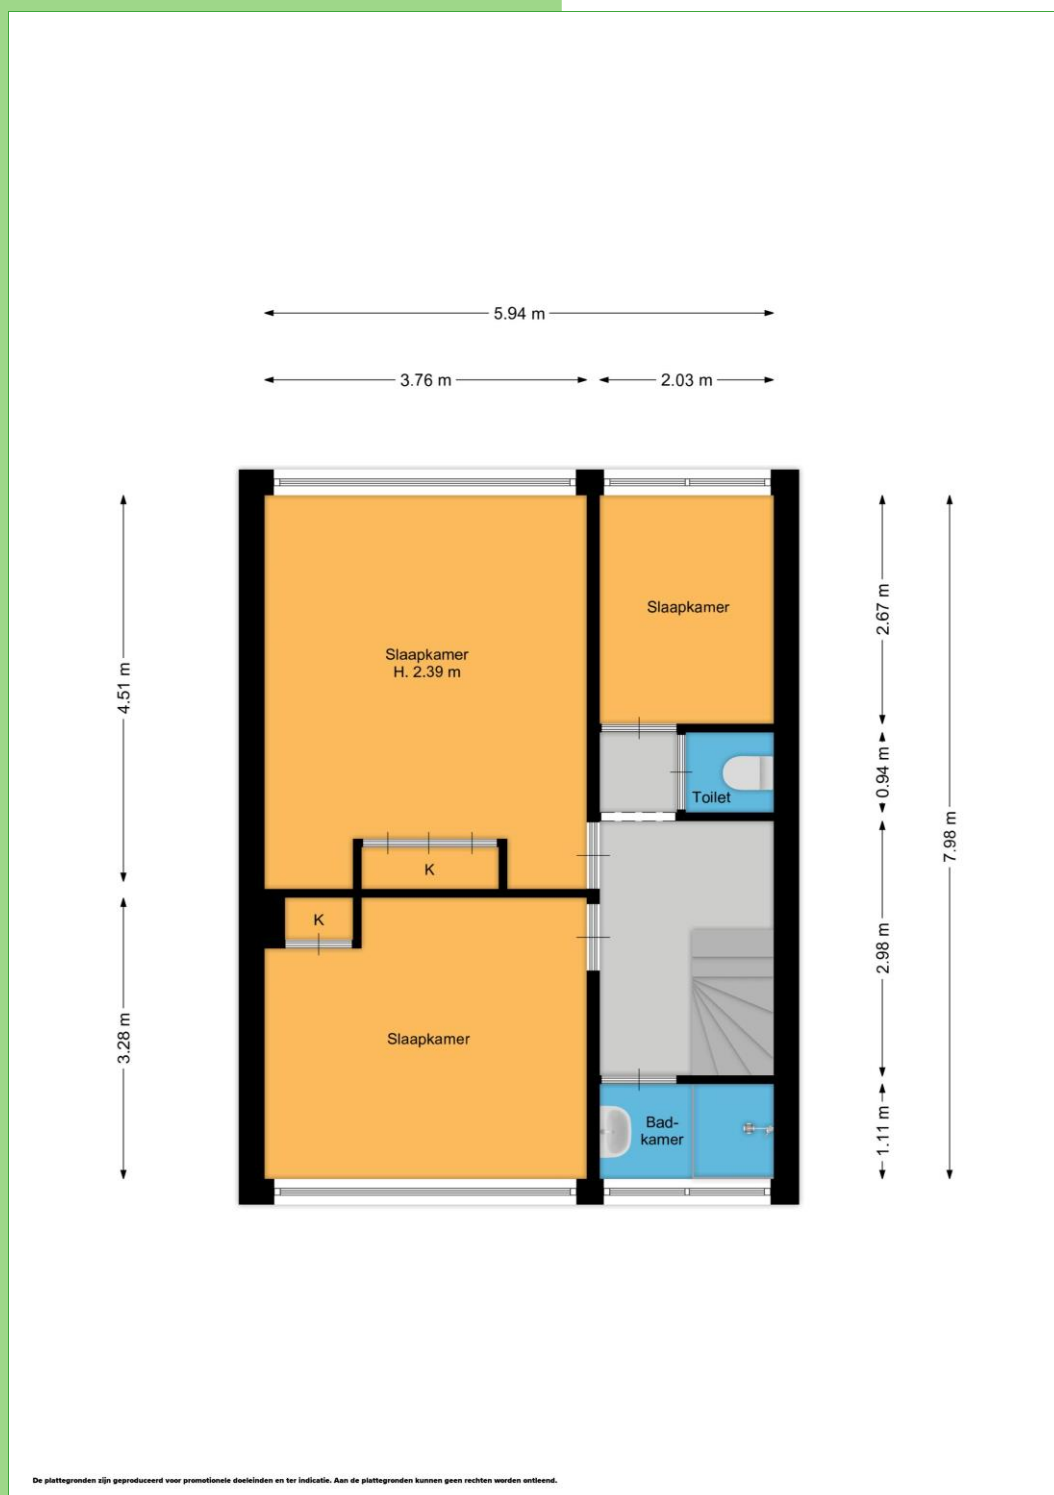 5.94 m
3.76 m
2.03 m
Slaapkamer
2.67 m
Slaapkamer
H. 2.39 m
4.51 m
0.94 m
Toilet
7.98 m
K
K
2.98 m
3.28 m
Slaapkamer
1.11 m
Bad-
kamer
De plattegronden zijn geproduceerd voor promotionele doeleinden en ter indicatie. Aan de plattegronden kunnen geen rechten worden ontleend.